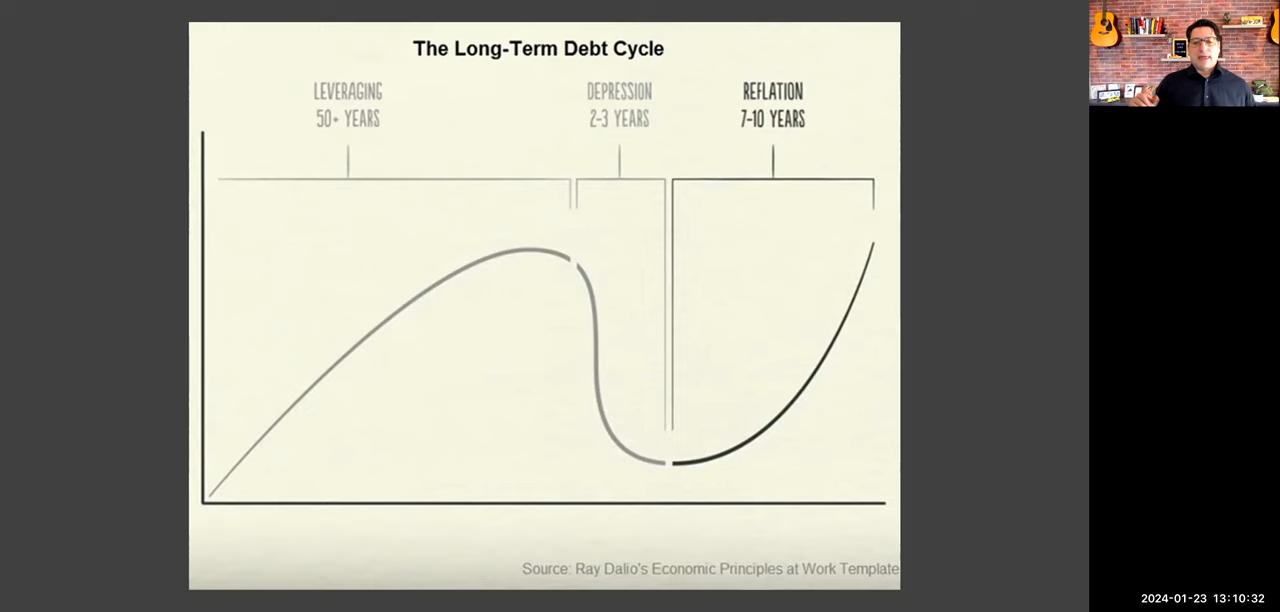 The Long-Term Debt Cycle
LEVERAGING
50+ YEARS
DEPRESSION
2-3 YEARS
REFLATION
7-10 YEARS
Source: Ray Dalio's Economic Principles at Work Template
2024-01-23 13:10:32